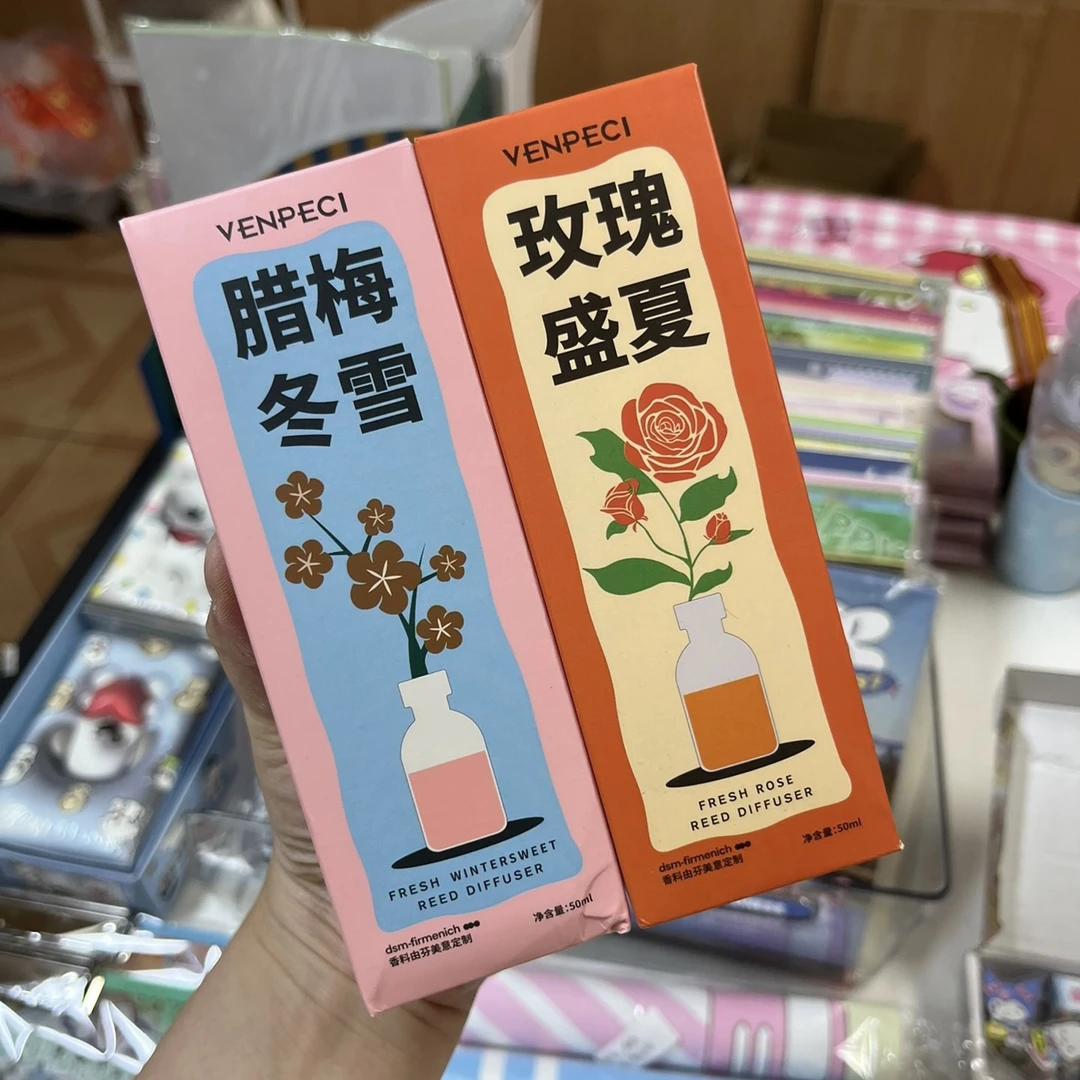 VENPECI
腊梅
冬雪
FRESH WINTERSWEET
REED DIFFUSER
dsm-firmenich
香料由芬美意定制
净含量:50ml
VENPECI
玫瑰
盛夏
FRESH ROSE
REED DIFFUSER
dsm-firmenich
香料由芬美意定制
净含量:50ml